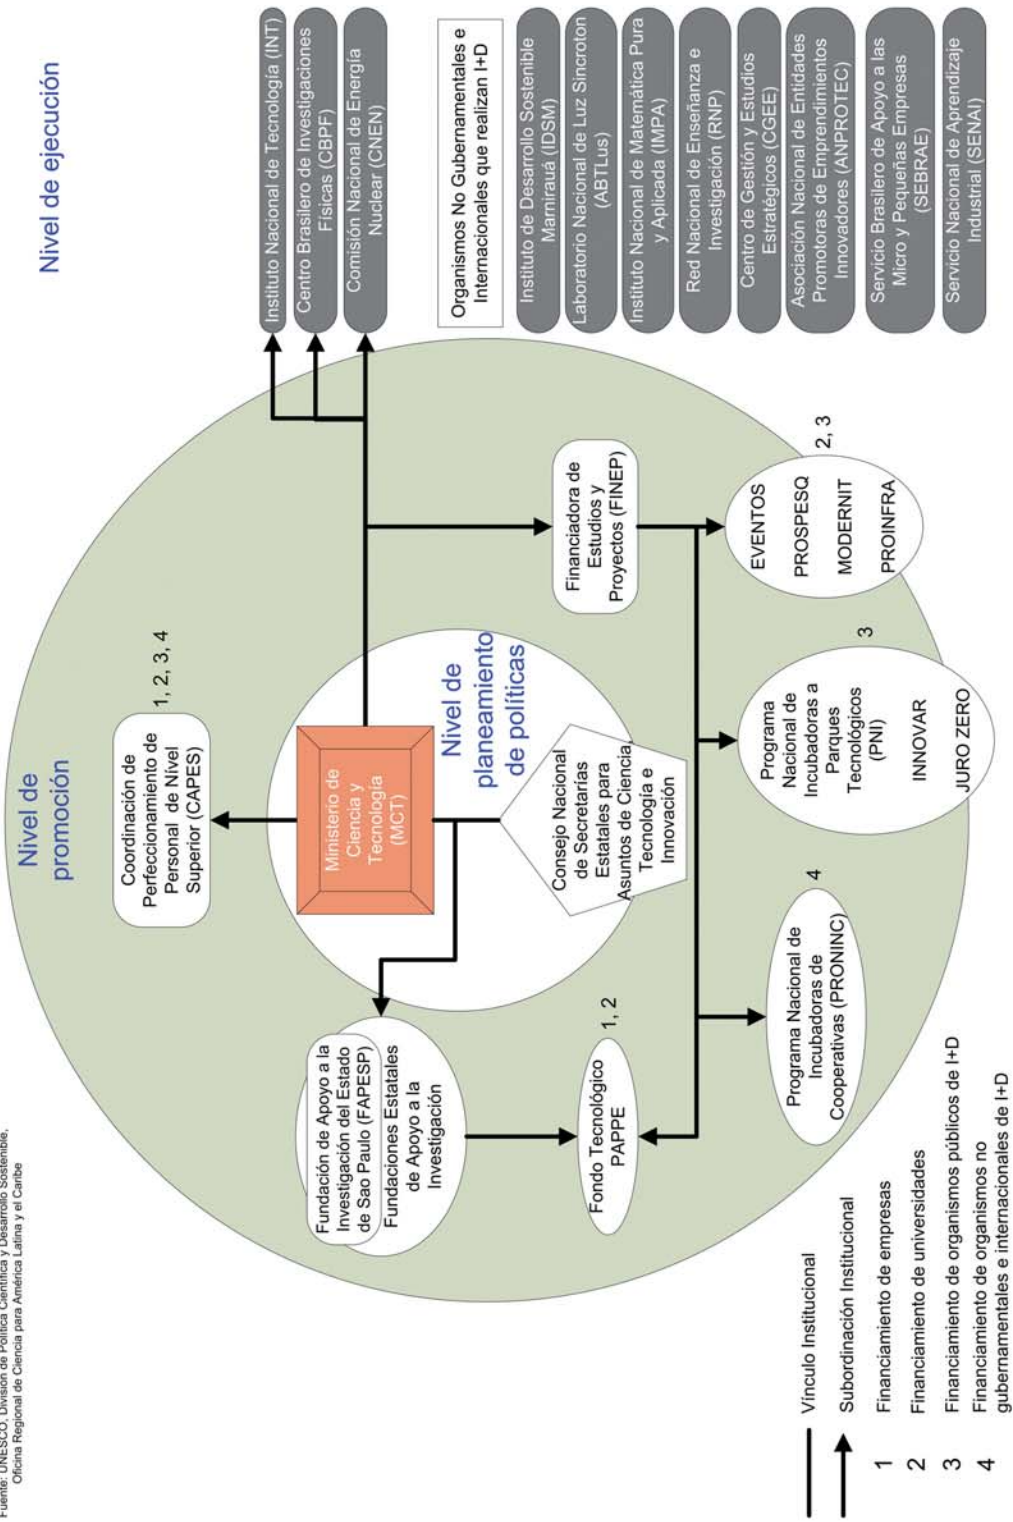 Fuente: UNESCO, División de Política Científica y Desarrollo Sostenible,
Oficina Regional de Ciencia para América Latina y el Caribe
Nivel de
promoción
Nivel de ejecución
Coordinación de
Perfeccionamiento de
Personal de Nivel
Superior (CAPES)
1, 2, 3, 4
Instituto Nacional de Tecnología (INT)
Centro Brasilero de Investigaciones
Físicas (CBPF)
Comisión Nacional de Energía
Nuclear (CNEN)
Ministerio de
Ciencia y
Tecnología
(MCT)
Nivel de
planeamiento
de políticas
Fundación de Apoyo a la
Investigación del Estado
de Sao Paulo (FAPESP)
Fundaciones Estatales
de Apoyo a la
Investigación
Organismos No Gubernamentales e
Internacionales que realizan I+D
Instituto de Desarrollo Sostenible
Mamirauá (IDSM)
Laboratorio Nacional de Luz Sincroton
(ABTLus)
Instituto Nacional de Matemática Pura
y Aplicada (IMPA)
Red Nacional de Enseñanza e
Investigación (RNP)
Centro de Gestión y Estudios
Estratégicos (CGEE)
Asociación Nacional de Entidades
Promotoras de Emprendimientos
Innovadores (ANPROTEC)
Servicio Brasilero de Apoyo a las
Micro y Pequeñas Empresas
(SEBRAE)
Servicio Nacional de Aprendizaje
Industrial (SENAI)
Consejo Nacional
de Secretarías
Estatales para
Asuntos de Ciencia,
Tecnología e
Innovación
Financiadora de
Estudios y
Proyectos (FINEP)
Fondo Tecnológico
PAPPE
1, 2
Programa Nacional de
Incubadoras de
Cooperativas (PRONINC)
4
Programa
Nacional de
Incubadoras a
Parques
Tecnológicos
(PNI)
INNOVAR
JURO ZERO
3
EVENTOS
PROSPESQ
MODERNIT
PROINFRA
2, 3
Vínculo Institucional
Subordinación Institucional
1 Financiamiento de empresas
2 Financiamiento de universidades
3 Financiamiento de organismos públicos de I+D
4 Financiamiento de organismos no
gubernamentales e internacionales de I+D